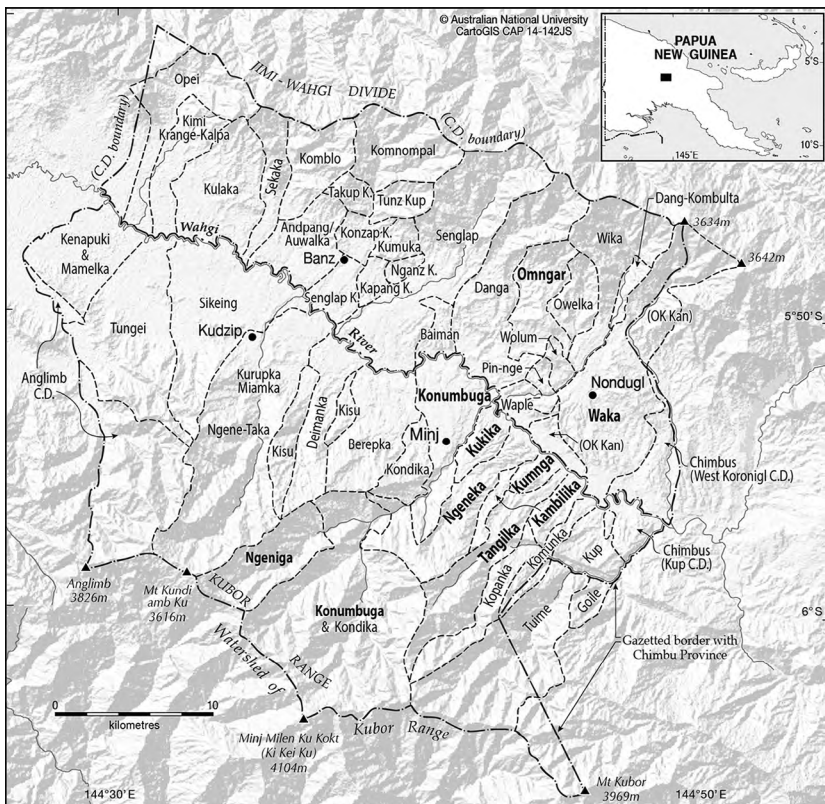 © Australian National University
CartoGIS CAP 14-142JS
PAPUA
NEW GUINEA
5°S
10°S
145°E
JIMI - WAHGI DIVIDE
(C.D. boundary)
(C.D. boundary)
Opei
Kimi
Krange-Kalpa
Kulaka
Sekaka
Komblo
Komnompal
Takup K.
Tunz Kup
Andpang/
Auwalka
Konzap K.
Kumuka
Banz
Nganz K.
Kapang K.
Senglap K.
Senglap
Wahgi
River
Kenapuki
&
Mamelka
Dang-Kombulta
3634m
3642m
Wika
Omngar
Danga
Owelka
(OK Kan)
5°50'
Sikeing
Tungei
Kudzip
Baiman
Wolum
Pin-nge
Nondugl
Anglimb
C.D.
Kurupka
Miamka
Konumbuga
Waple
Waka
Ngene-Taka
Kisu
Deimanka
Kisu
Berepka
Minj
Kondika
Kukika
(OK Kan)
Chimbus
(West Koronigl C.D.)
Ngeneka
Kumnga
Kambilika
Tangilka
Komunka
Kup
Chimbus
(Kup C.D.)
Kopanka
Tuime
Golle
Anglimb
3826m
Mt Kundi
amb Ku
3616m
Ngeniga
KUBOR
RANGE
Watershed of
Kubor Range
Konumbuga
& Kondika
6°S
Gazetted border with
Chimbu Province
0 10
kilometres
Minj Milen Ku Kokt
(Ki Kei Ku)
4104m
Mt Kubor
3969m
144°30'E
144°50'E